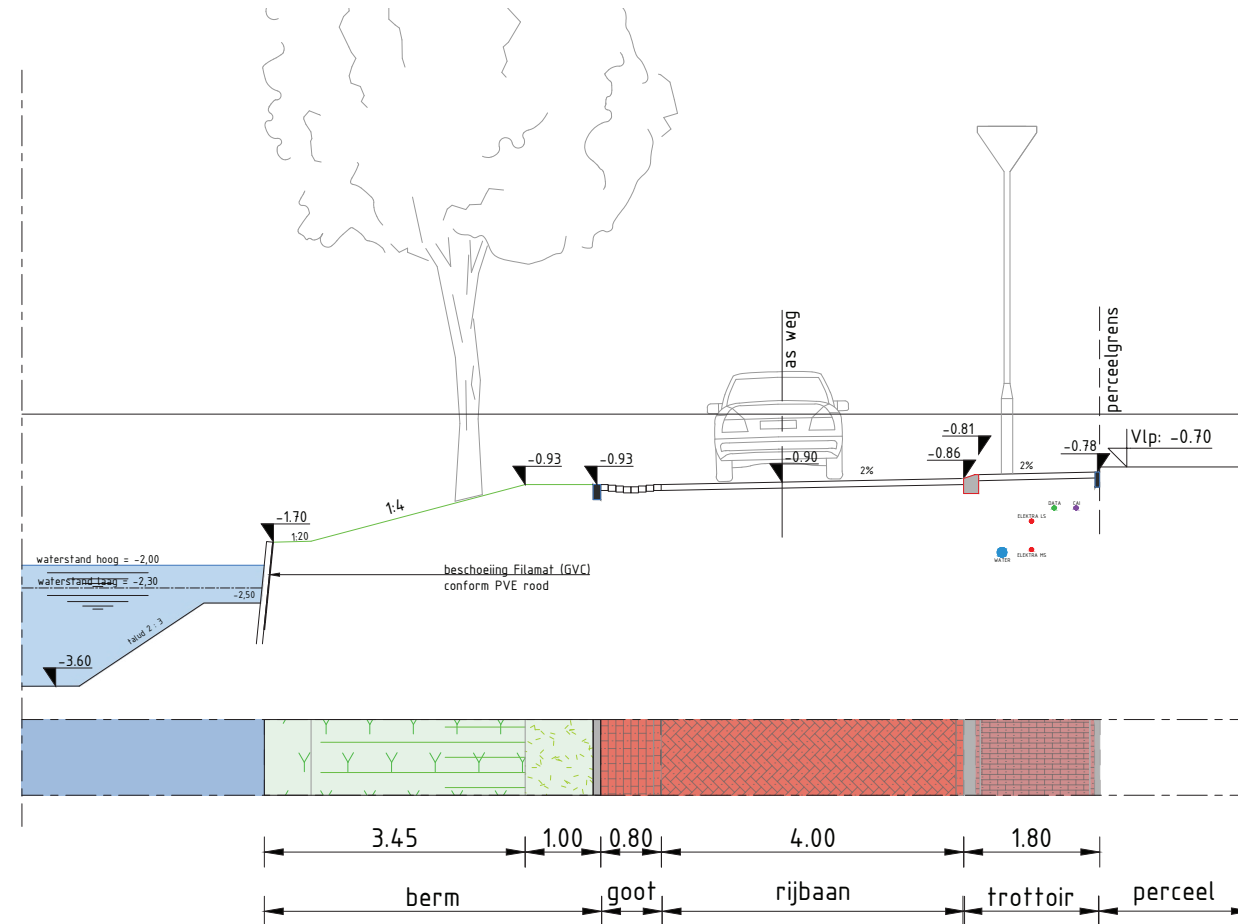 as weg
perceelgrens
-0.81
-0.86
-0.78
Vlp: -0.70
-0.93
-0.93
-0.90
2%
2%
1:4
-1.70
1:20
DATA
CAI
ELEKTRA LS
WATER
ELEKTRA MS
waterstand hoog = -2,00
waterstand laag = -2,30
-2,50
beschoeiing Filamat (GVC)
conform PVE rood
talud 2 : 3
-3.60
3.45
1.00
0.80
4.00
1.80
berm
goot
rijbaan
trottoir
perceel